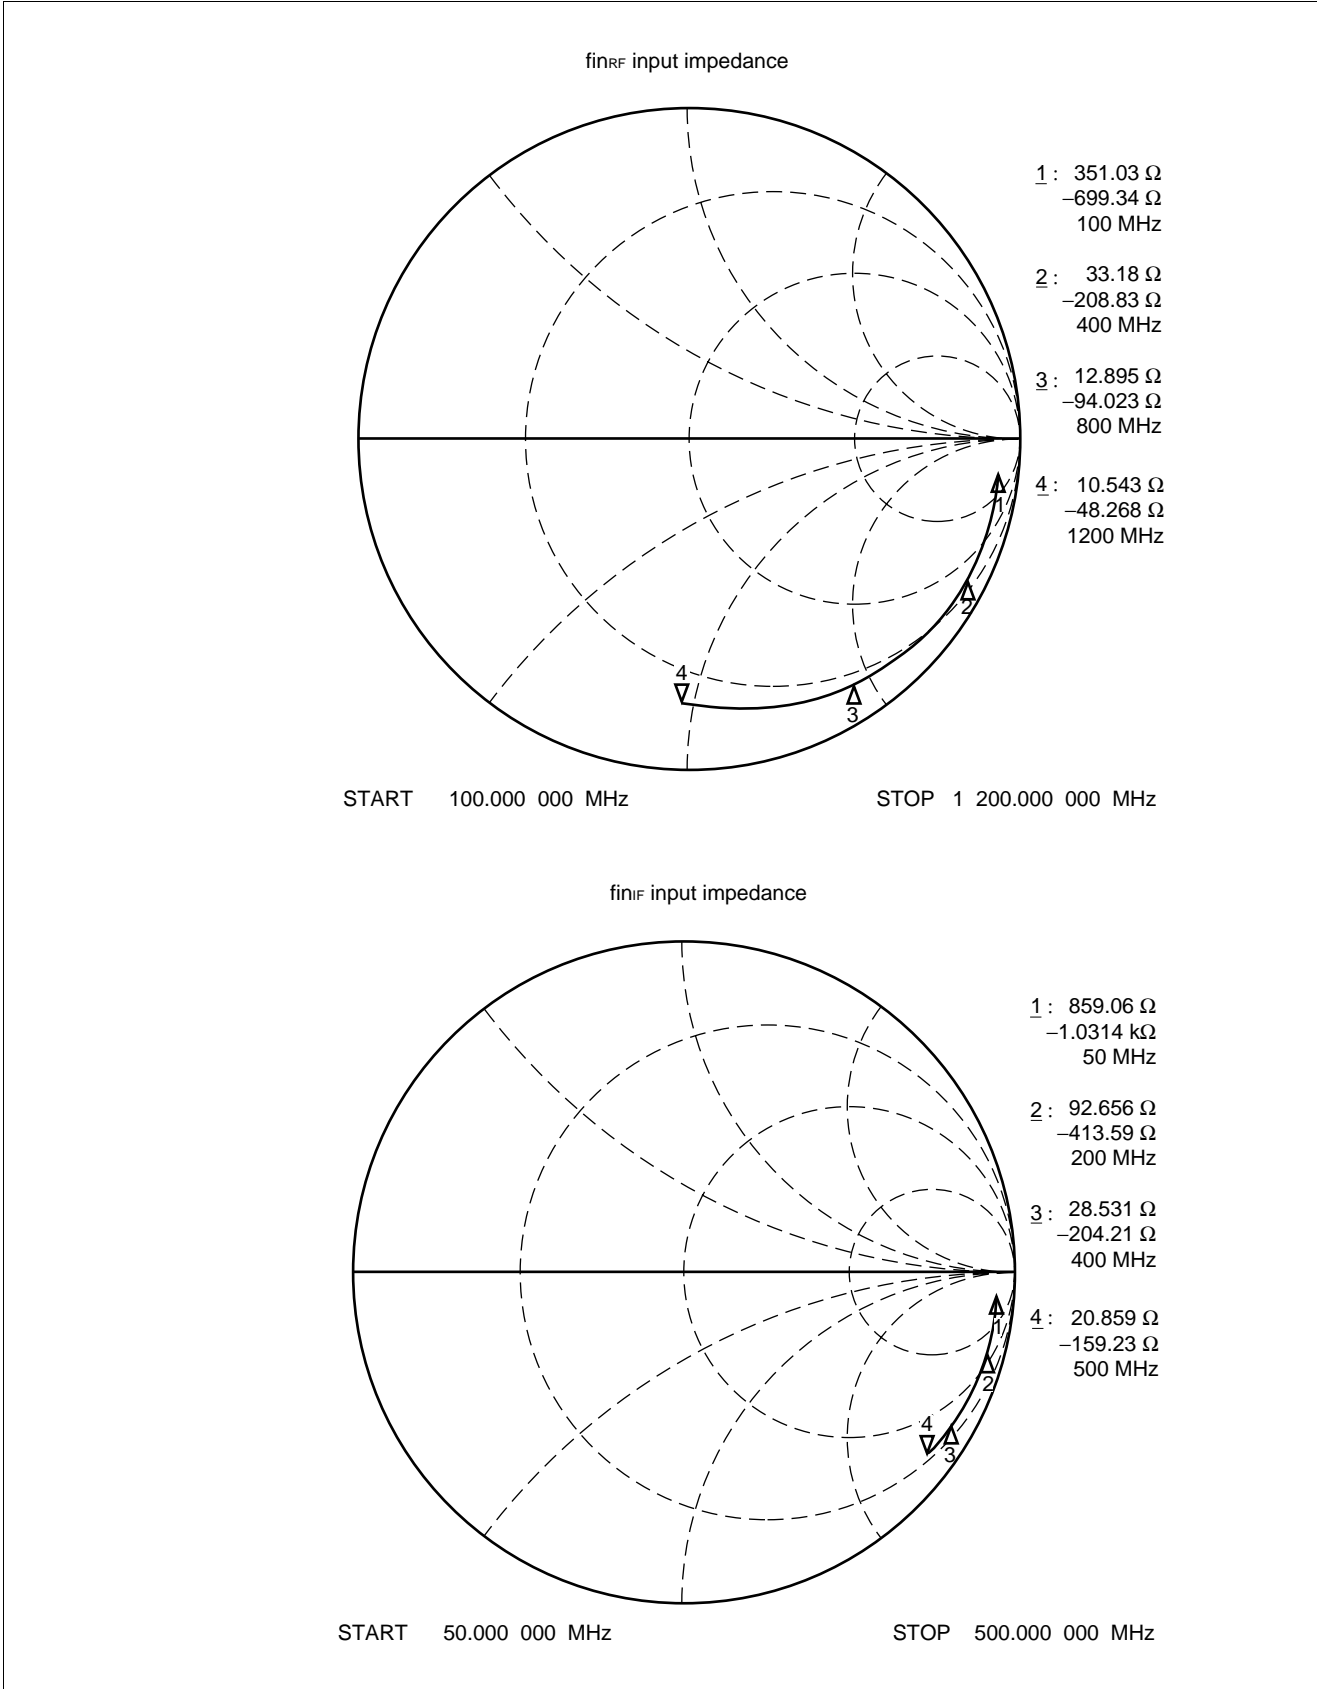 finRF input impedance
1 : 351.03 Ω
–699.34 Ω
100 MHz
2 : 33.18 Ω
–208.83 Ω
400 MHz
3 : 12.895 Ω
–94.023 Ω
800 MHz
4 : 10.543 Ω
–48.268 Ω
1200 MHz
1
2
4
3
START 100.000 000 MHz STOP 1 200.000 000 MHz
finIF input impedance
1 : 859.06 Ω
–1.0314 kΩ
50 MHz
2 : 92.656 Ω
–413.59 Ω
200 MHz
3 : 28.531 Ω
–204.21 Ω
400 MHz
4 : 20.859 Ω
–159.23 Ω
500 MHz
1
2
4
3
START 50.000 000 MHz STOP 500.000 000 MHz